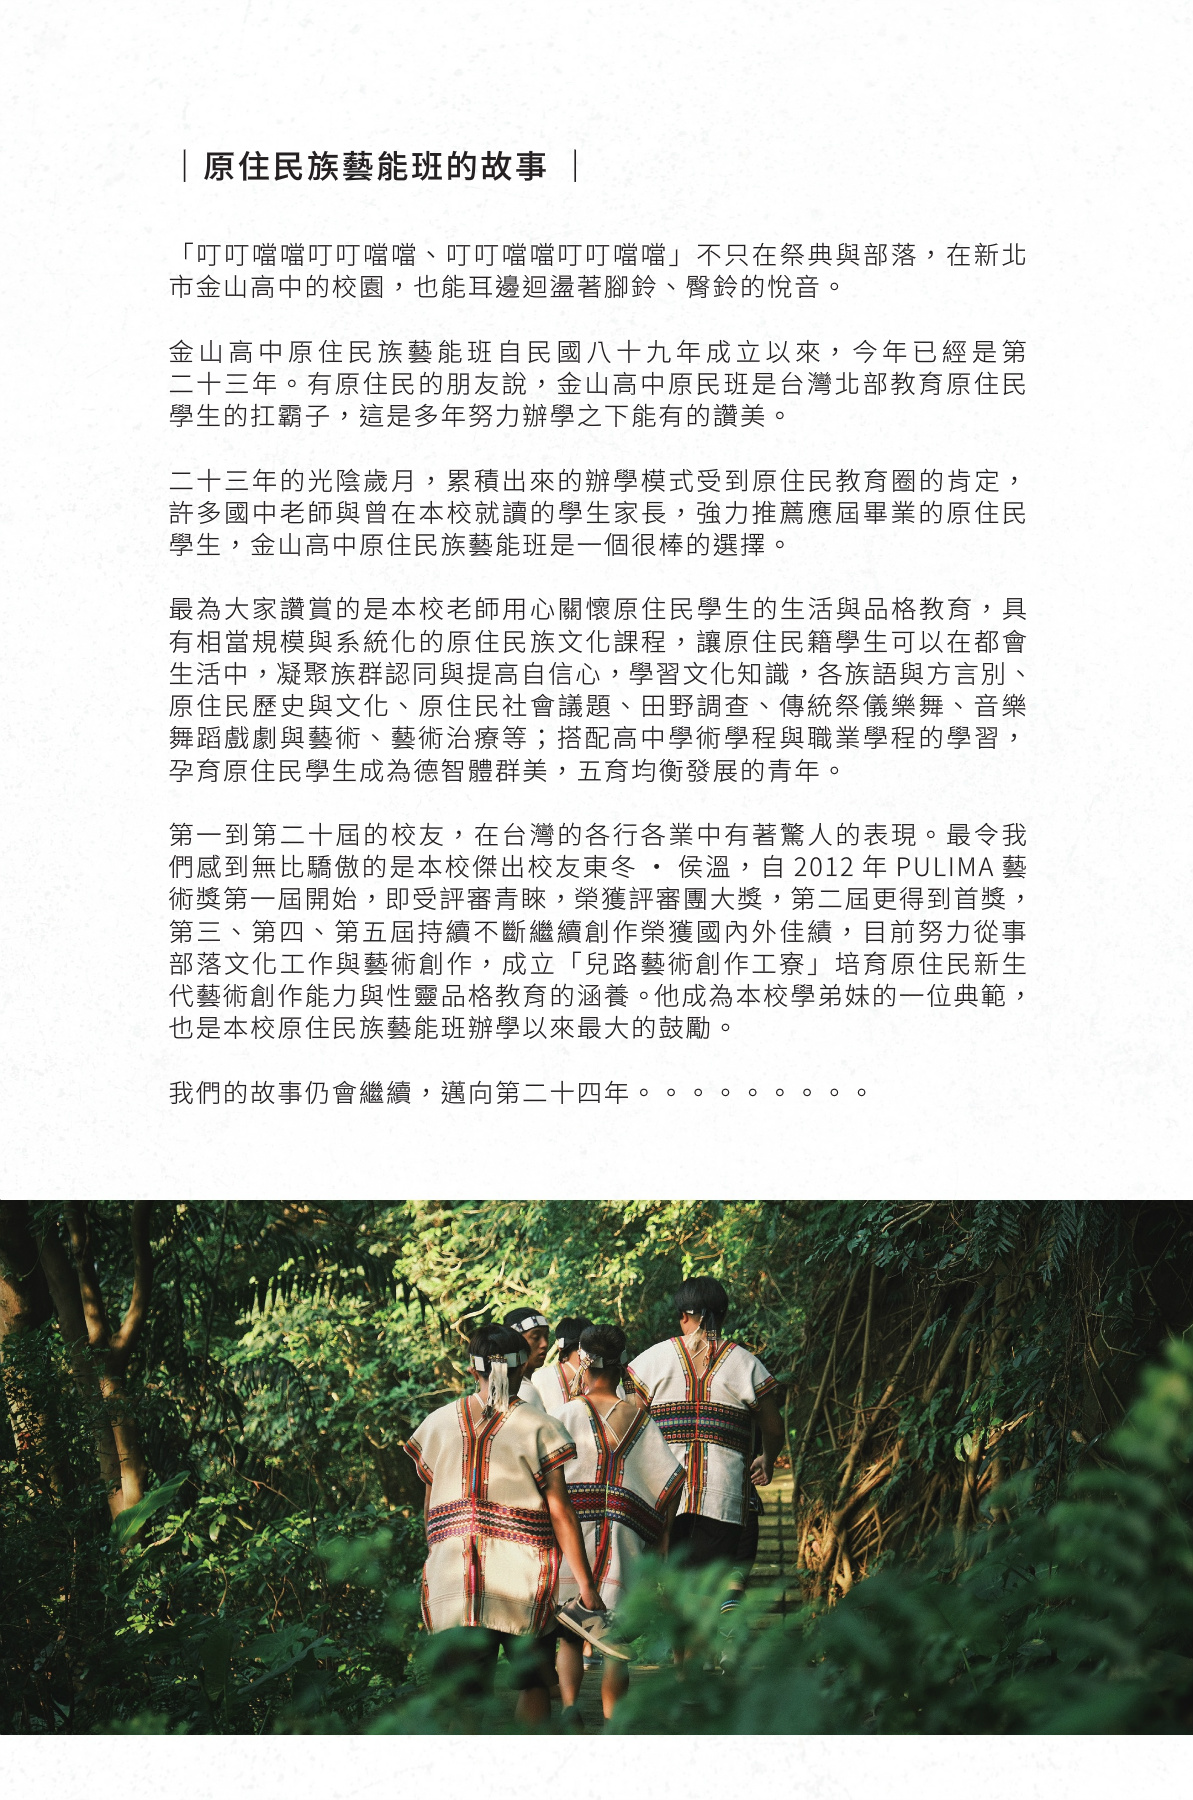 ｜原住民族藝能班的故事 ｜
「叮叮噹噹叮叮噹噹、叮叮噹噹叮叮噹噹」不只在祭典與部落，在新北
市金山高中的校園，也能耳邊迴盪著腳鈴、臀鈴的悅音。
金山高中原住民族藝能班自民國八十九年成立以來，今年已經是第
二十三年。有原住民的朋友說，金山高中原民班是台灣北部教育原住民
學生的扛霸子，這是多年努力辦學之下能有的讚美。
二十三年的光陰歲月，累積出來的辦學模式受到原住民教育圈的肯定，
許多國中老師與曾在本校就讀的學生家長，強力推薦應屆畢業的原住民
學生，金山高中原住民族藝能班是一個很棒的選擇。
最為大家讚賞的是本校老師用心關懷原住民學生的生活與品格教育，具
有相當規模與系統化的原住民族文化課程，讓原住民籍學生可以在都會
生活中，凝聚族群認同與提高自信心，學習文化知識，各族語與方言別、
原住民歷史與文化、原住民社會議題、田野調查、傳統祭儀樂舞、音樂
舞蹈戲劇與藝術、藝術治療等；搭配高中學術學程與職業學程的學習，
孕育原住民學生成為德智體群美，五育均衡發展的青年。
第一到第二十屆的校友，在台灣的各行各業中有著驚人的表現。最令我
們感到無比驕傲的是本校傑出校友東冬 · 侯溫，自 2012 年 PULIMA 藝
術獎第一屆開始，即受評審青睞，榮獲評審團大獎，第二屆更得到首獎，
第三、第四、第五屆持續不斷繼續創作榮獲國內外佳績，目前努力從事
部落文化工作與藝術創作，成立「兒路藝術創作工寮」培育原住民新生
代藝術創作能力與性靈品格教育的涵養。他成為本校學弟妹的一位典範，
也是本校原住民族藝能班辦學以來最大的鼓勵。
我們的故事仍會繼續，邁向第二十四年。。。。。。。。。